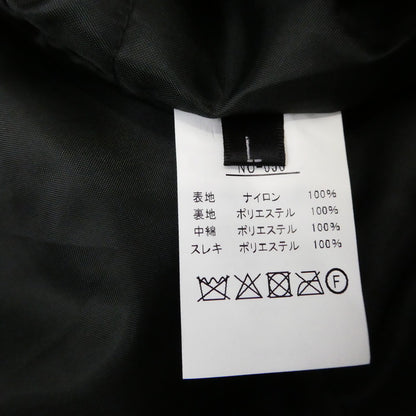 L
表地 ナイロン 100%
裏地 ポリエステル 100%
中綿 ポリエステル 100%
スレキ ポリエステル 100%
F